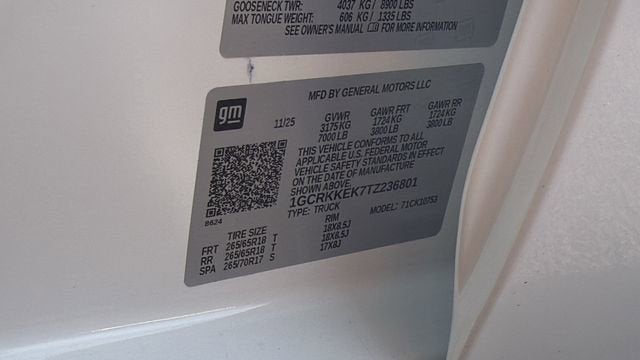 GOOSENECK TWR: 4037 KG / 8900 LBS
MAX TONGUE WEIGHT: 606 KG / 1335 LBS
SEE OWNER'S MANUAL FOR MORE INFORMATION
MFD BY GENERAL MOTORS LLC
gm
11/25
GVWR GAWR FRT GAWR RR
3175 KG 1724 KG 1724 KG
7000 LB 3800 LB 3800 LB
THIS VEHICLE CONFORMS TO ALL
APPLICABLE U.S. FEDERAL MOTOR
VEHICLE SAFETY STANDARDS IN EFFECT
ON THE DATE OF MANUFACTURE
SHOWN ABOVE.
1GCRKKEK7TZ236801
TYPE: TRUCK MODEL: 71CK10753
8624
TIRE SIZE RIM
FRT 265/65R18 T 18X8.5J
RR 265/65R18 T 18X8.5J
SPA 265/70R17 S 17X8J